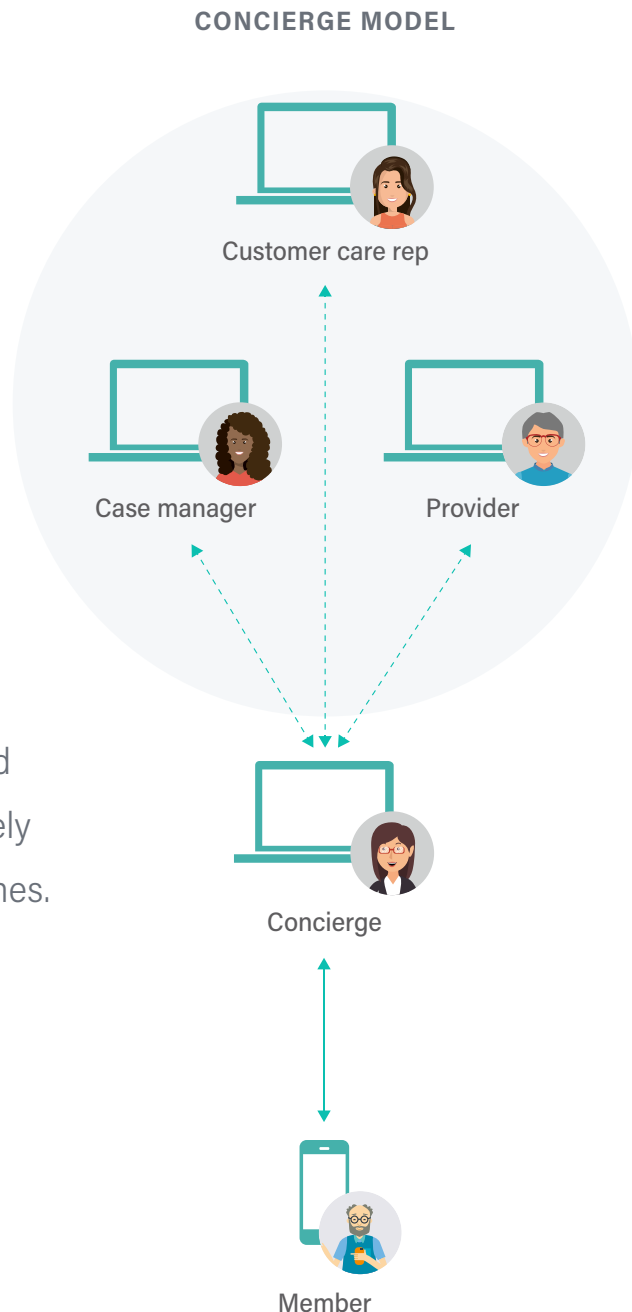 CONCIERGE MODEL
Customer care rep
Case manager
Provider
Concierge
Member